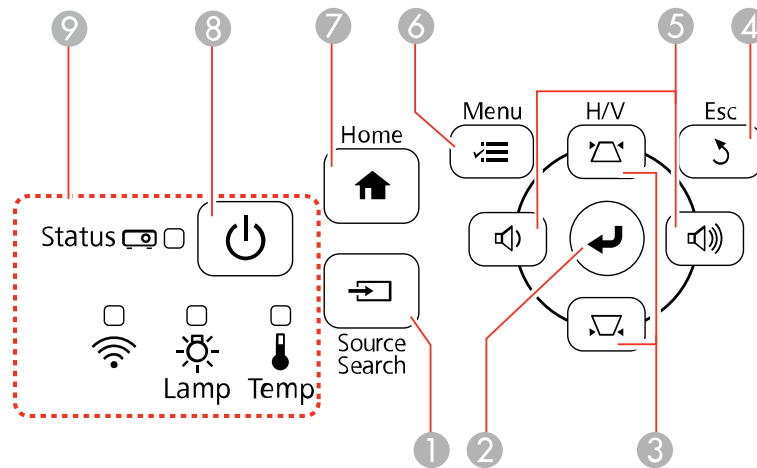 9 8 7 6 5 4
Menu H/V Esc
Home
Status
Source
Search
Lamp Temp
1 2 3